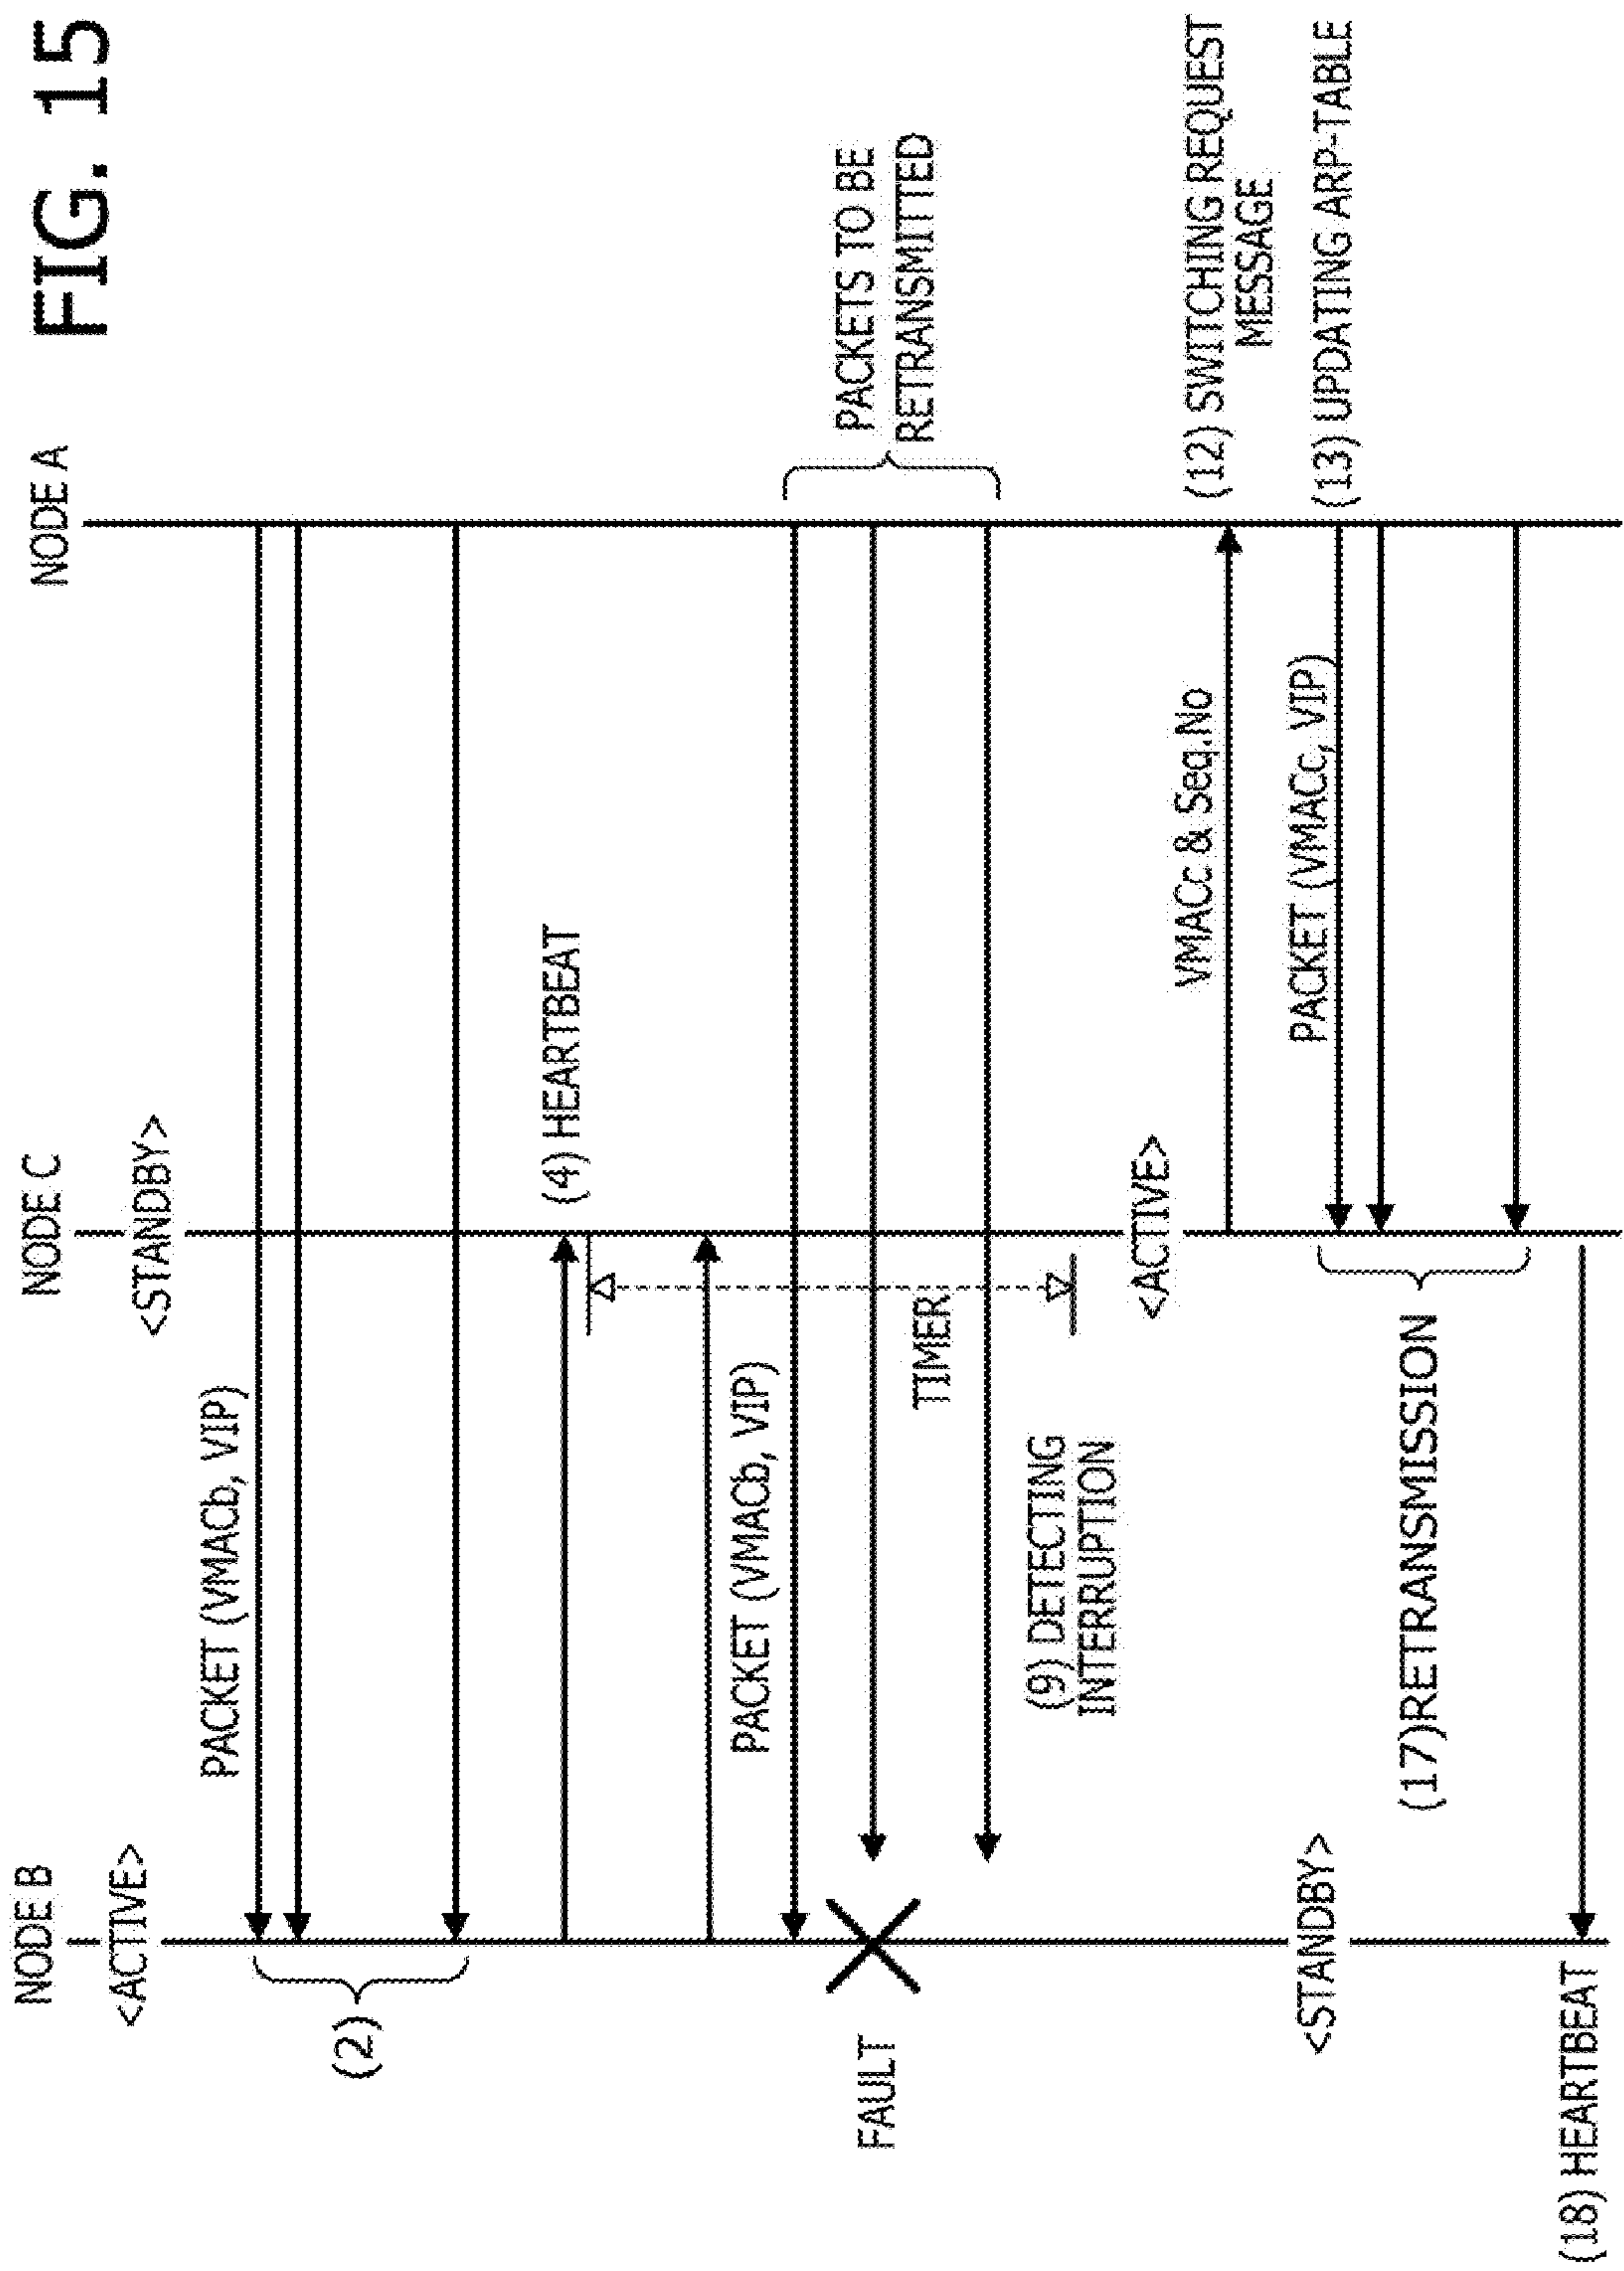 FIG. 15
NODE B
NODE C
NODE A
<ACTIVE>
<STANDBY>
PACKET (VMACb, VIP)
(2)
(4) HEARTBEAT
PACKET (VMACb, VIP)
TIMER
FAULT
PACKETS TO BE
RETRANSMITTED
(9) DETECTING
INTERRUPTION
<ACTIVE>
VMACc & Seq.No
(12) SWITCHING REQUEST
MESSAGE
<STANDBY>
PACKET (VMACc, VIP)
(13) UPDATING ARP-TABLE
(17)RETRANSMISSION
(18) HEARTBEAT